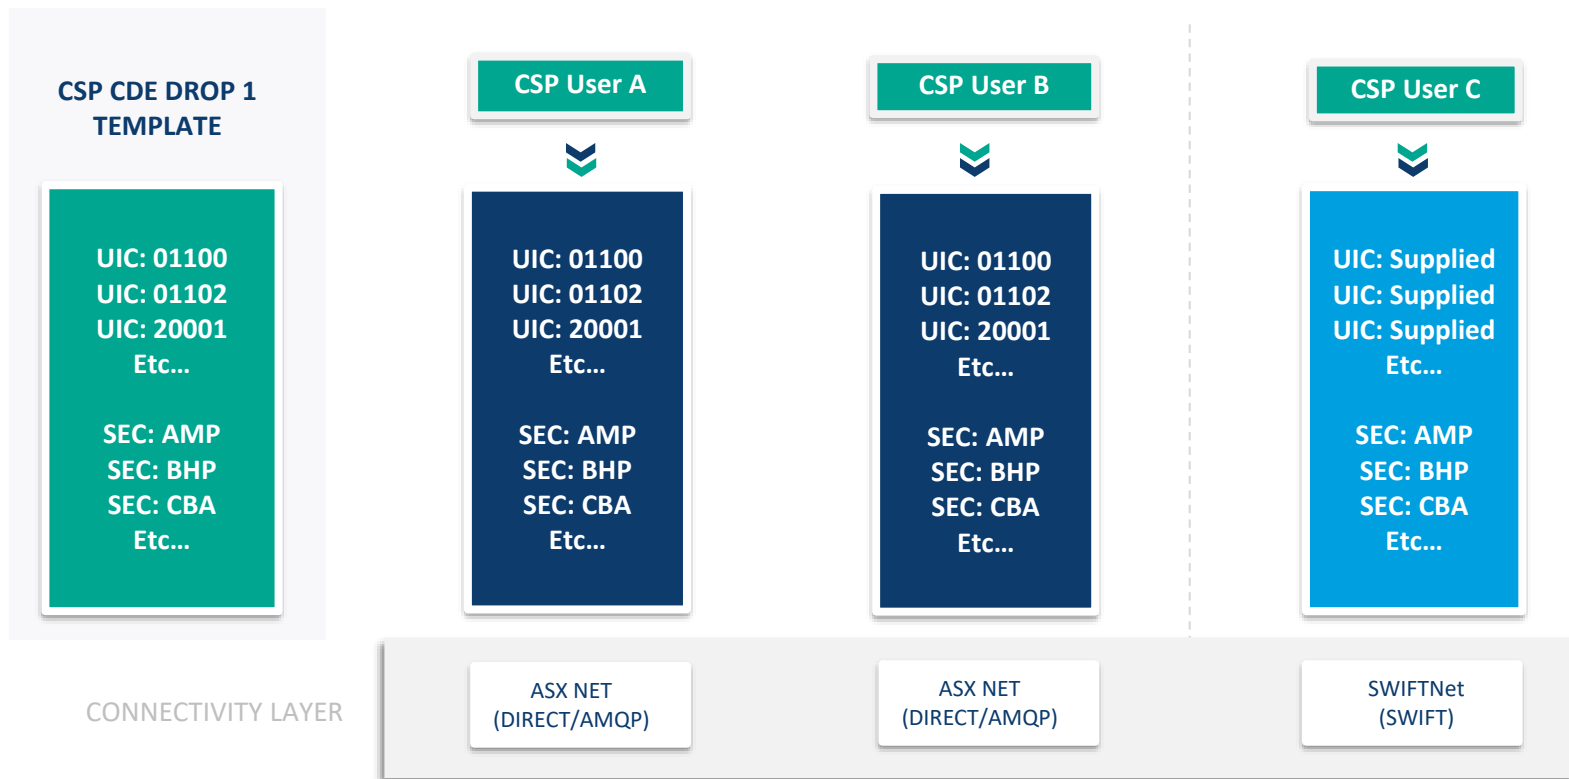 CSP CDE DROP 1
TEMPLATE
UIC: 01100
UIC: 01102
UIC: 20001
Etc...
SEC: AMP
SEC: BHP
SEC: CBA
Etc...
CSP User A
UIC: 01100
UIC: 01102
UIC: 20001
Etc...
SEC: AMP
SEC: BHP
SEC: CBA
Etc...
CSP User B
UIC: 01100
UIC: 01102
UIC: 20001
Etc...
SEC: AMP
SEC: BHP
SEC: CBA
Etc...
CSP User C
UIC: Supplied
UIC: Supplied
UIC: Supplied
Etc...
SEC: AMP
SEC: BHP
SEC: CBA
Etc...
CONNECTIVITY LAYER
ASX NET
(DIRECT/AMQP)
ASX NET
(DIRECT/AMQP)
SWIFTNet
(SWIFT)